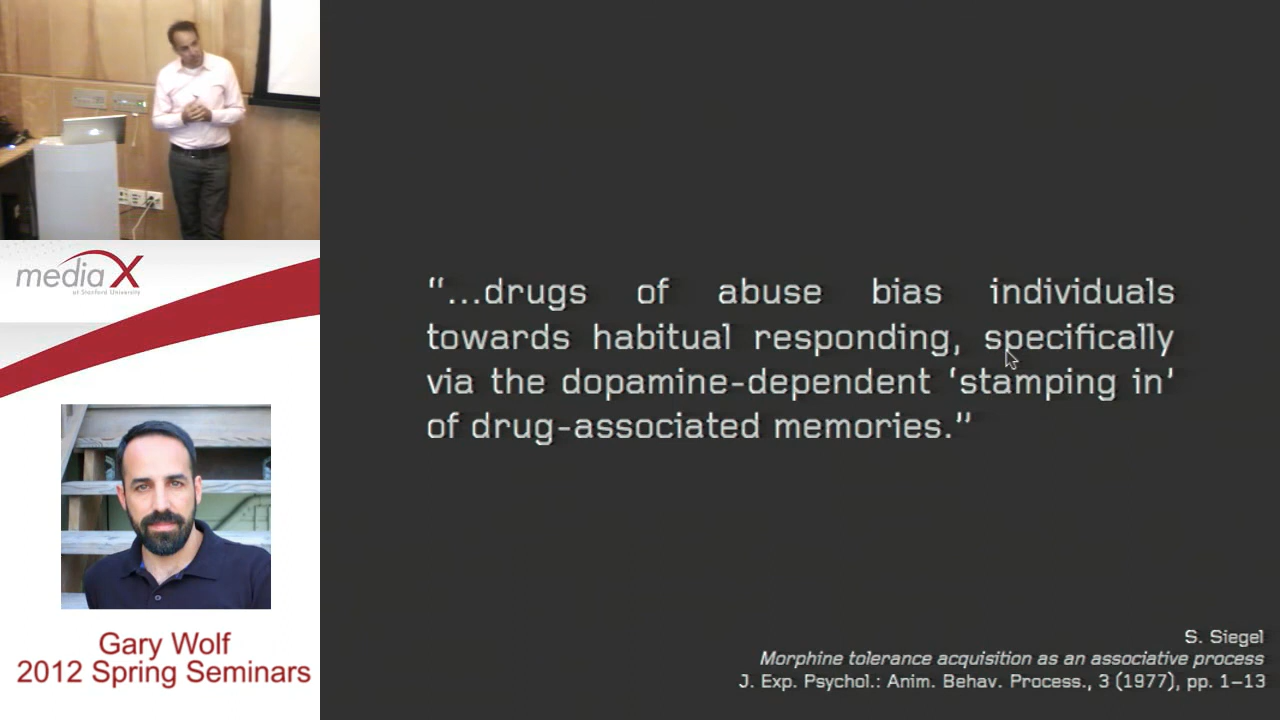 media X
at Stanford University
Gary Wolf
2012 Spring Seminars
“...drugs of abuse bias individuals
towards habitual responding, specifically
via the dopamine-dependent ‘stamping in’
of drug-associated memories.”
S. Siegel
Morphine tolerance acquisition as an associative process
J. Exp. Psychol.: Anim. Behav. Process., 3 (1977), pp. 1–13